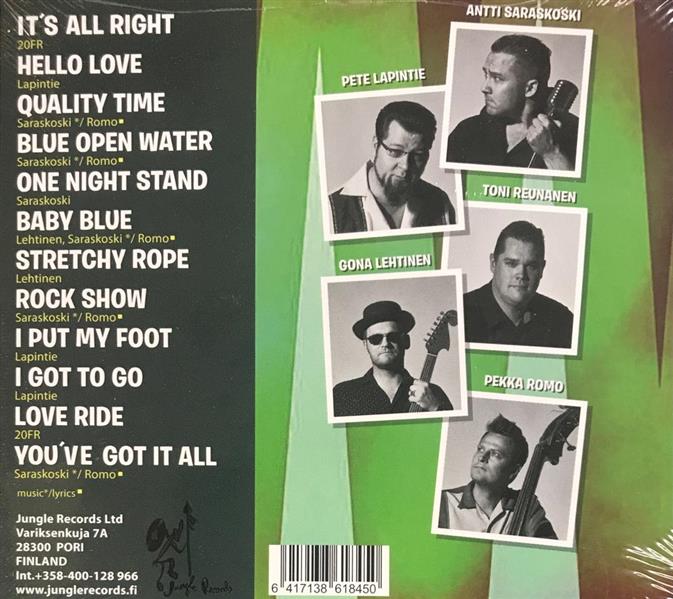 IT'S ALL RIGHT
20FR
HELLO LOVE
Lapintie
QUALITY TIME
Saraskoski */ Romo▪
BLUE OPEN WATER
Saraskoski */ Romo▪
ONE NIGHT STAND
Saraskoski
BABY BLUE
Lehtinen, Saraskoski */ Romo▪
STRETCHY ROPE
Lehtinen
ROCK SHOW
Saraskoski */ Romo▪
I PUT MY FOOT
Lapintie
I GOT TO GO
Lapintie
LOVE RIDE
20FR
YOU´VE GOT IT ALL
Saraskoski */ Romo▪
music*/lyrics▪
Jungle Records Ltd
Variksenkuja 7A
28300 PORI
FINLAND
Int.+358-400-128 966
www.junglerecords.fi
Jungle Records
ANTTI SARASKOSKI
PETE LAPINTIE
TONI REUNANEN
GONA LEHTINEN
PEKKA ROMO
6 417138 618450